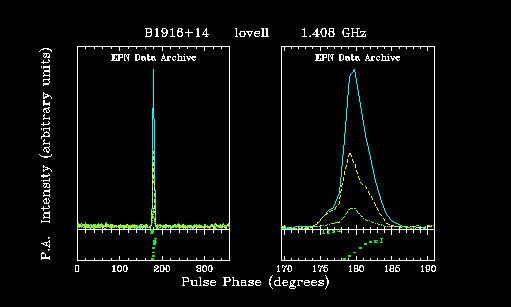 B1916+14 lovell 1.408 GHz
EPN Data Archive
EPN Data Archive
P.A. Intensity (arbitrary units)
0 100 200 300
170 175 180 185 190
Pulse Phase (degrees)